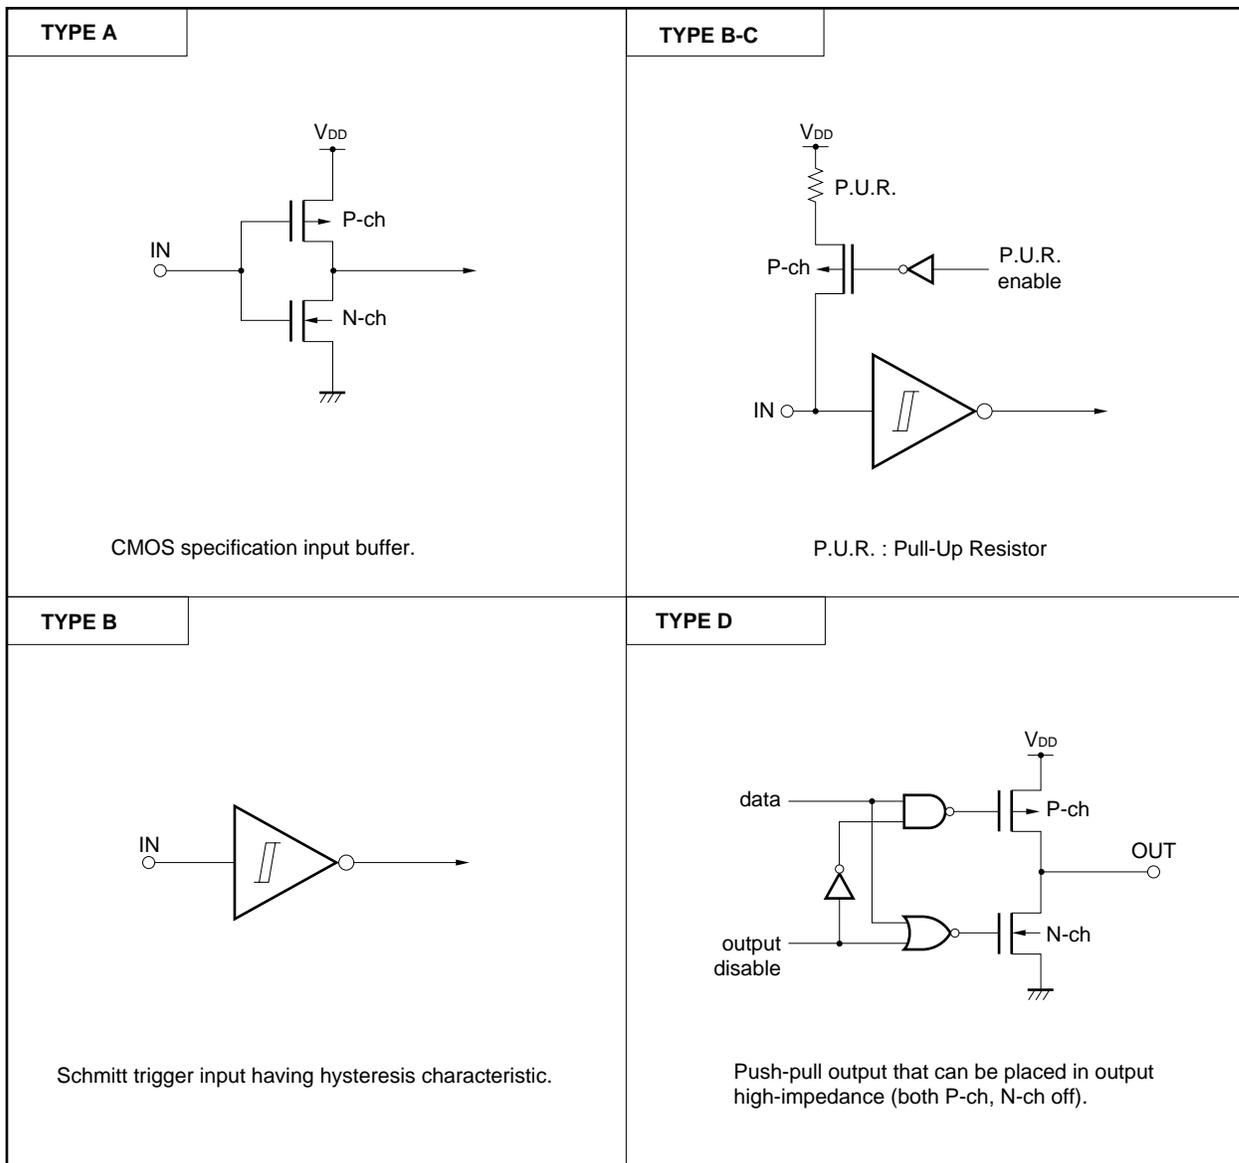 TYPE A
VDD
P-ch
IN
N-ch
CMOS specification input buffer.
TYPE B-C
VDD
P.U.R.
P-ch
P.U.R.
enable
IN
P.U.R. : Pull-Up Resistor
TYPE B
IN
Schmitt trigger input having hysteresis characteristic.
TYPE D
VDD
data
P-ch
OUT
output
disable
N-ch
Push-pull output that can be placed in output
high-impedance (both P-ch, N-ch off).